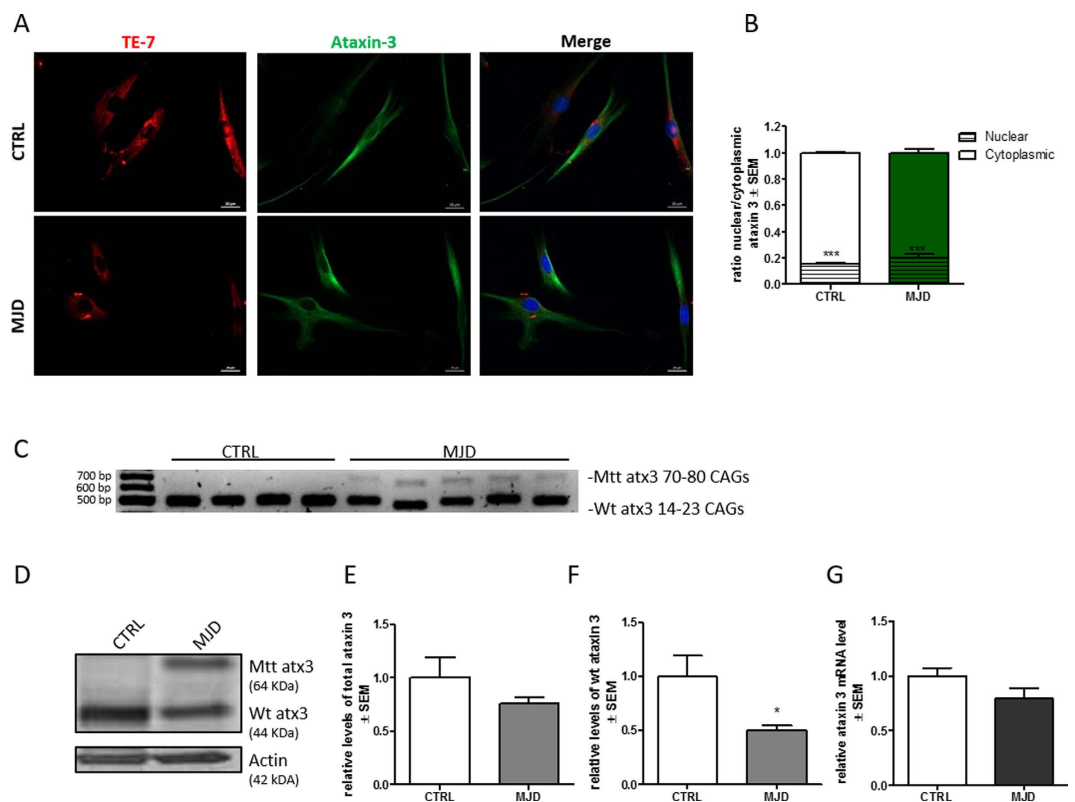 A
TE-7
Ataxin-3
Merge
CTRL
MJD
B
ratio nuclear/cytoplasmic
ataxin 3 ± SEM
1.2
1.0
0.8
0.6
0.4
0.2
0.0
***
***
CTRL
MJD
Nuclear
Cytoplasmic
C
CTRL
MJD
700 bp
600 bp
500 bp
-Mtt atx3 70-80 CAGs
-Wt atx3 14-23 CAGs
D
CTRL
MJD
Mtt atx3
(64 KDa)
Wt atx3
(44 KDa)
Actin
(42 kDA)
E
relative levels of total ataxin 3
± SEM
1.5
1.0
0.5
0.0
CTRL
MJD
F
relative levels of wt ataxin 3
± SEM
1.5
1.0
0.5
0.0
*
CTRL
MJD
G
relative ataxin 3 mRNA level
± SEM
1.5
1.0
0.5
0.0
CTRL
MJD